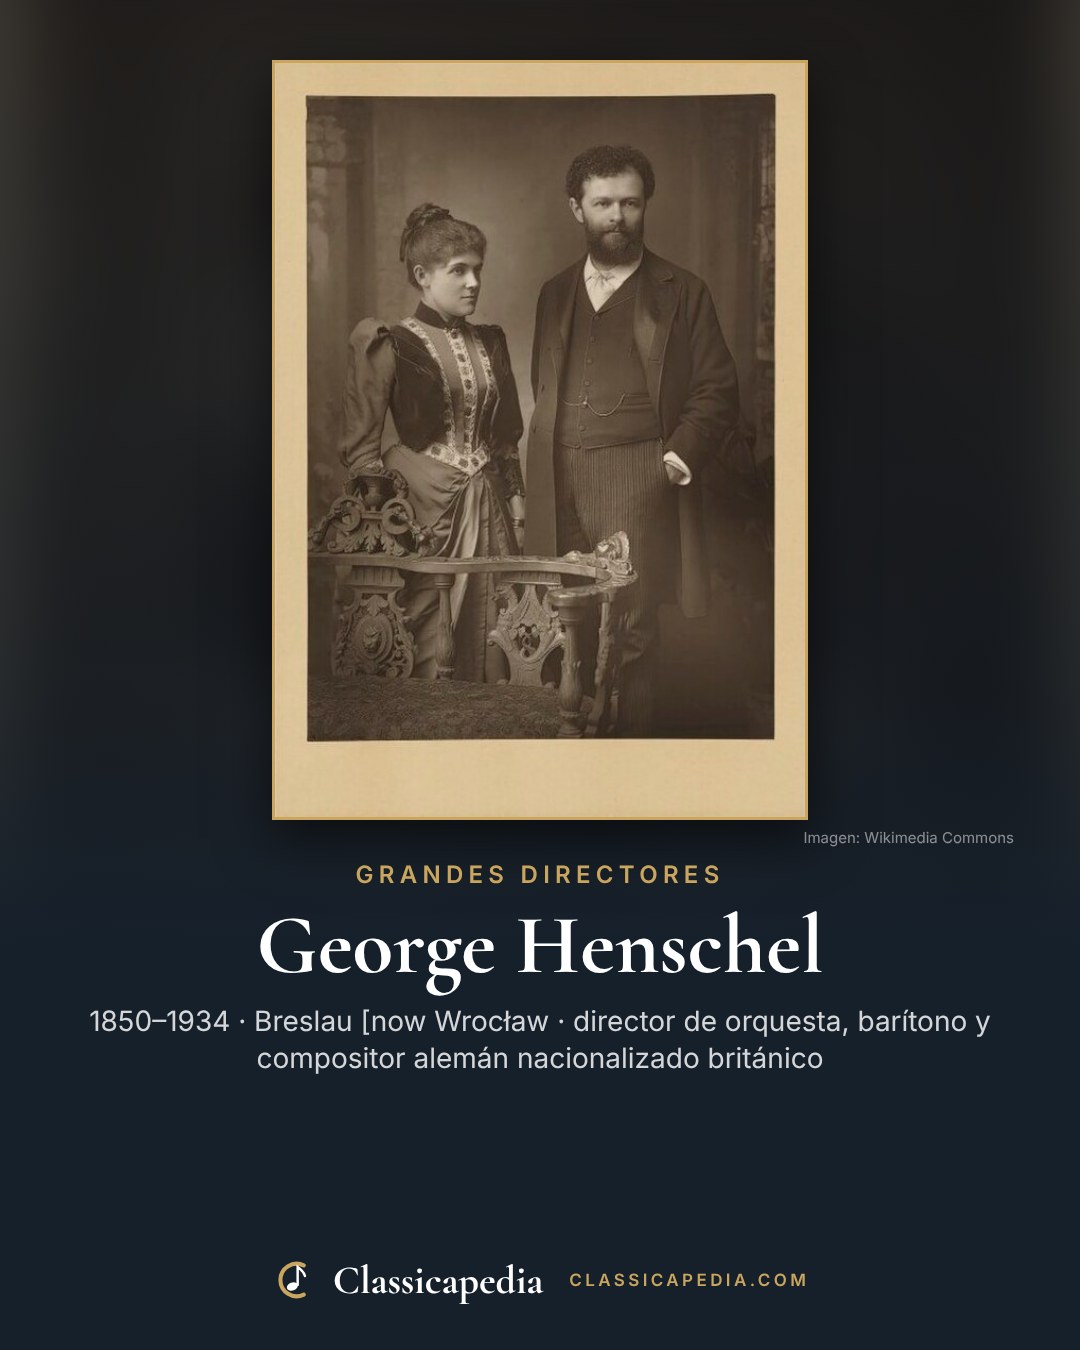 Imagen: Wikimedia Commons
GRANDES DIRECTORES
George Henschel
1850–1934 · Breslau [now Wrocław · director de orquesta, barítono y
compositor alemán nacionalizado británico
Classicapedia CLASSICAPEDIA.COM